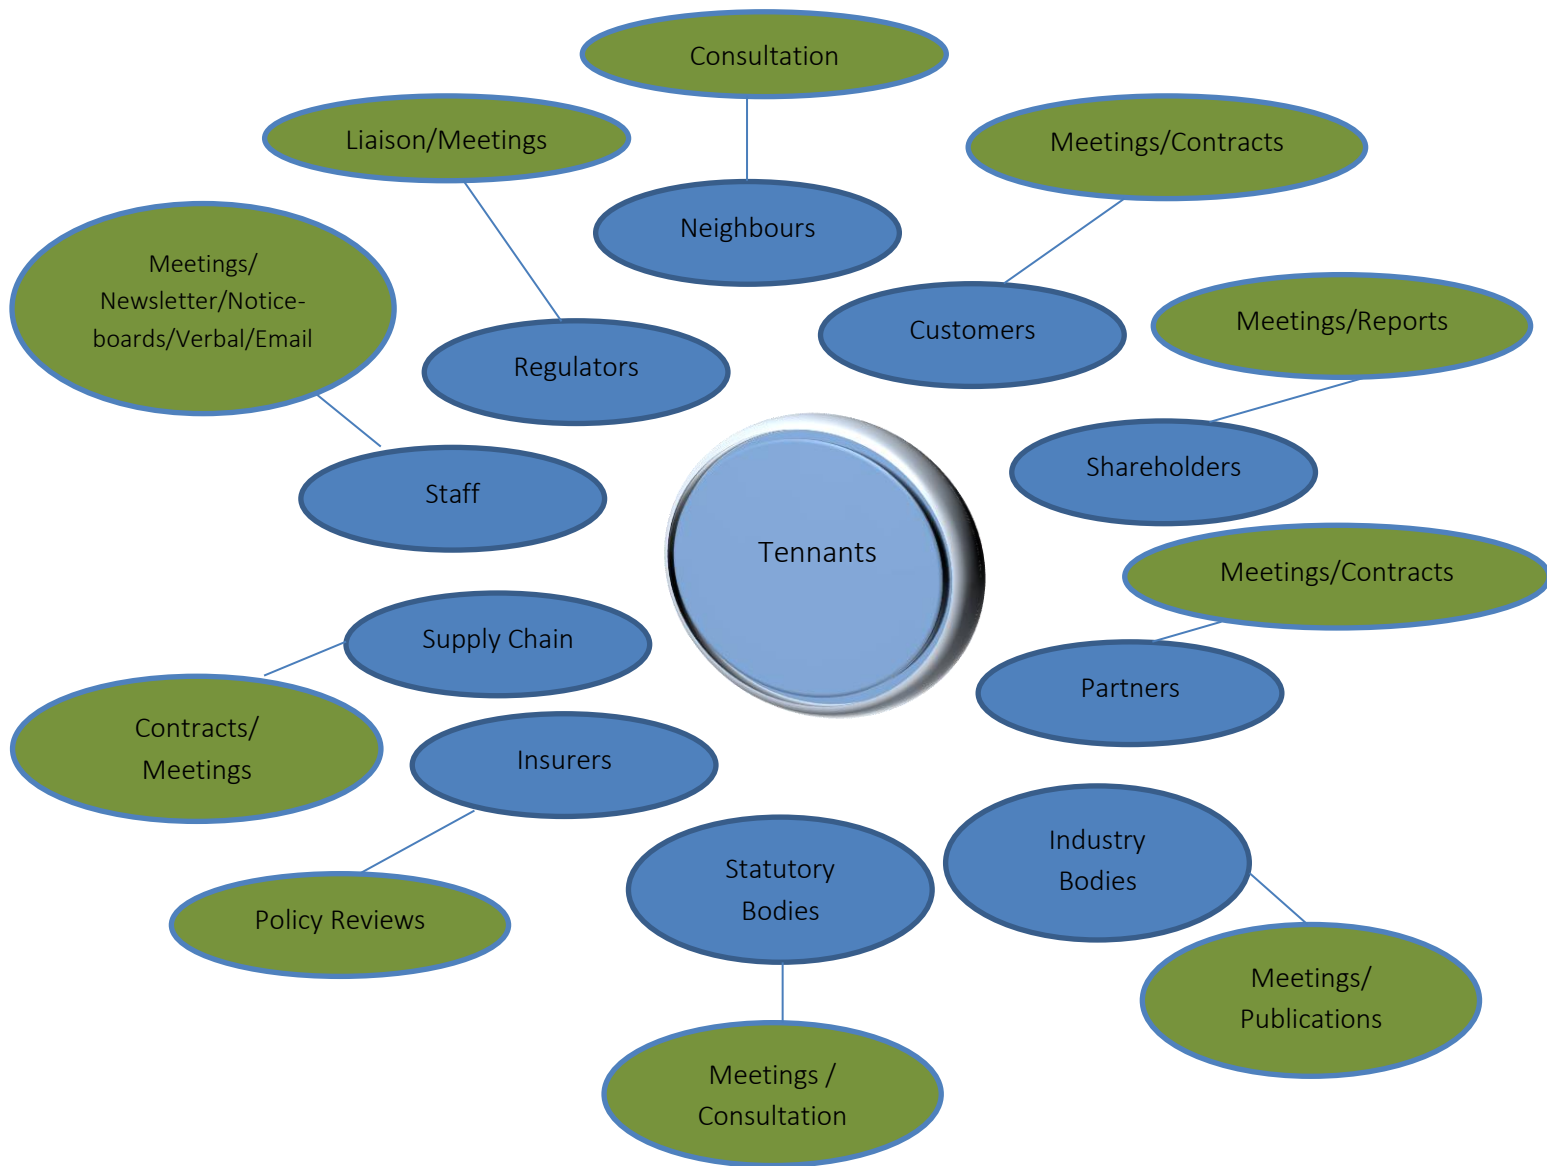 Consultation
Liaison/Meetings
Meetings/Contracts
Neighbours
Meetings/
Newsletter/Notice-
boards/Verbal/Email
Customers
Meetings/Reports
Regulators
Shareholders
Staff
Tennants
Meetings/Contracts
Supply Chain
Partners
Contracts/
Meetings
Insurers
Industry
Bodies
Statutory
Bodies
Policy Reviews
Meetings/
Publications
Meetings /
Consultation